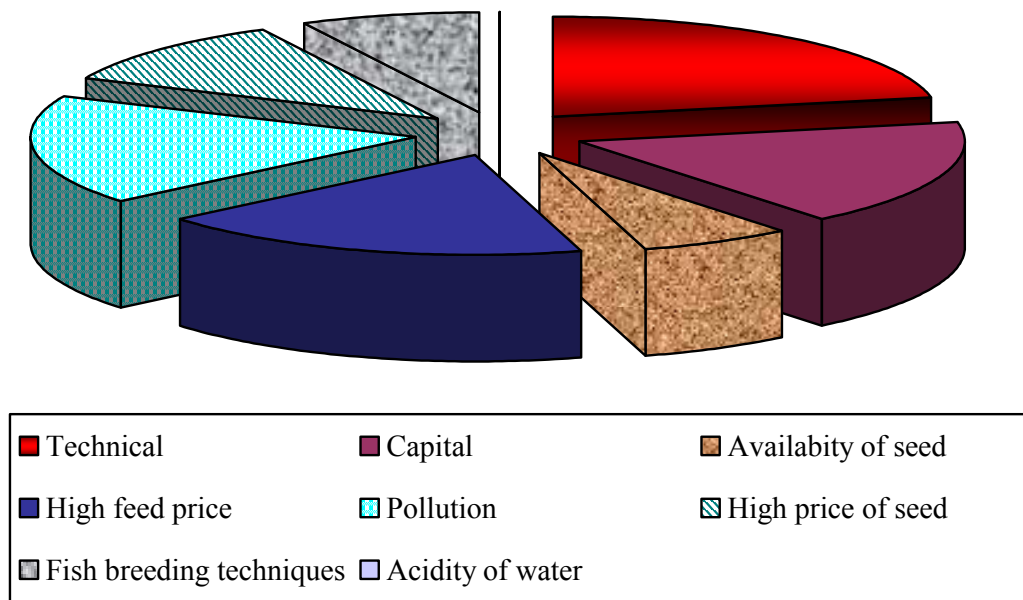 Technical Capital Availabity of seed
High feed price Pollution High price of seed
Fish breeding techniques Acidity of water